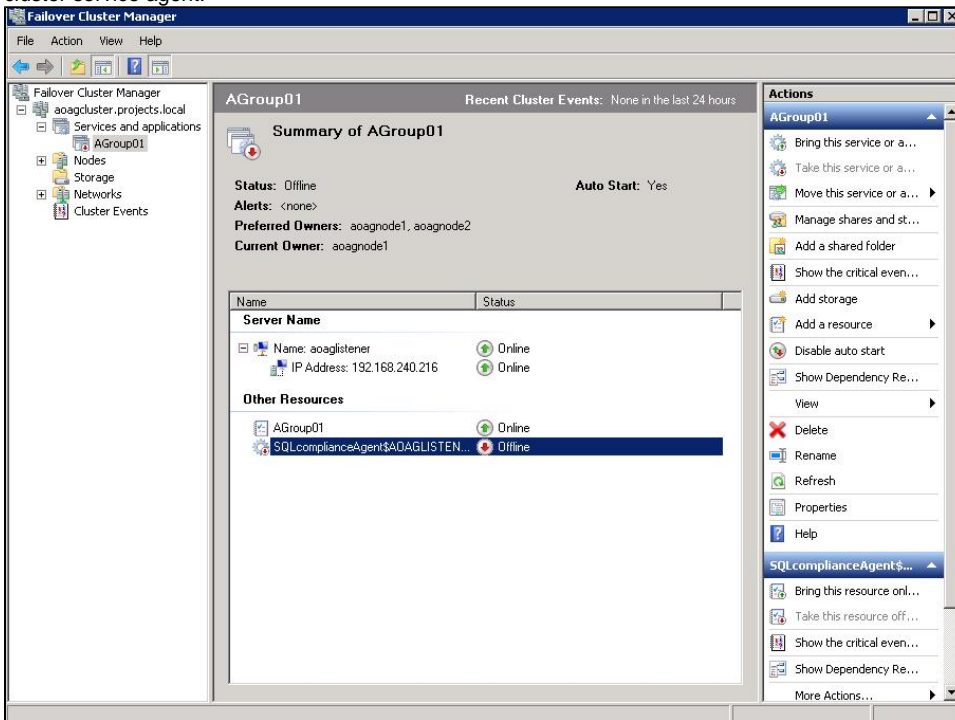 cluster service agent.
Failover Cluster Manager
File Action View Help
Failover Cluster Manager
aoagcluster.projects.local
Services and applications
AGroup01
Nodes
Storage
Networks
Cluster Events
AGroup01 Recent Cluster Events: None in the last 24 hours
Summary of AGroup01
Status: Offline Auto Start: Yes
Alerts: <none>
Preferred Owners: aoagnode1, aoagnode2
Current Owner: aoagnode1
Name Status
Server Name
Name: aoaglistener Online
IP Address: 192.168.240.216 Online
Other Resources
AGroup01 Online
SQLcomplianceAgent$AOAGLISTEN... Offline
Actions
AGroup01
Bring this service or a...
Take this service or a...
Move this service or a...
Manage shares and st...
Add a shared folder
Show the critical even...
Add storage
Add a resource
Disable auto start
Show Dependency Re...
View
Delete
Rename
Refresh
Properties
Help
SQLcomplianceAgent$...
Bring this resource onl...
Take this resource off...
Show the critical even...
Show Dependency Re...
More Actions...